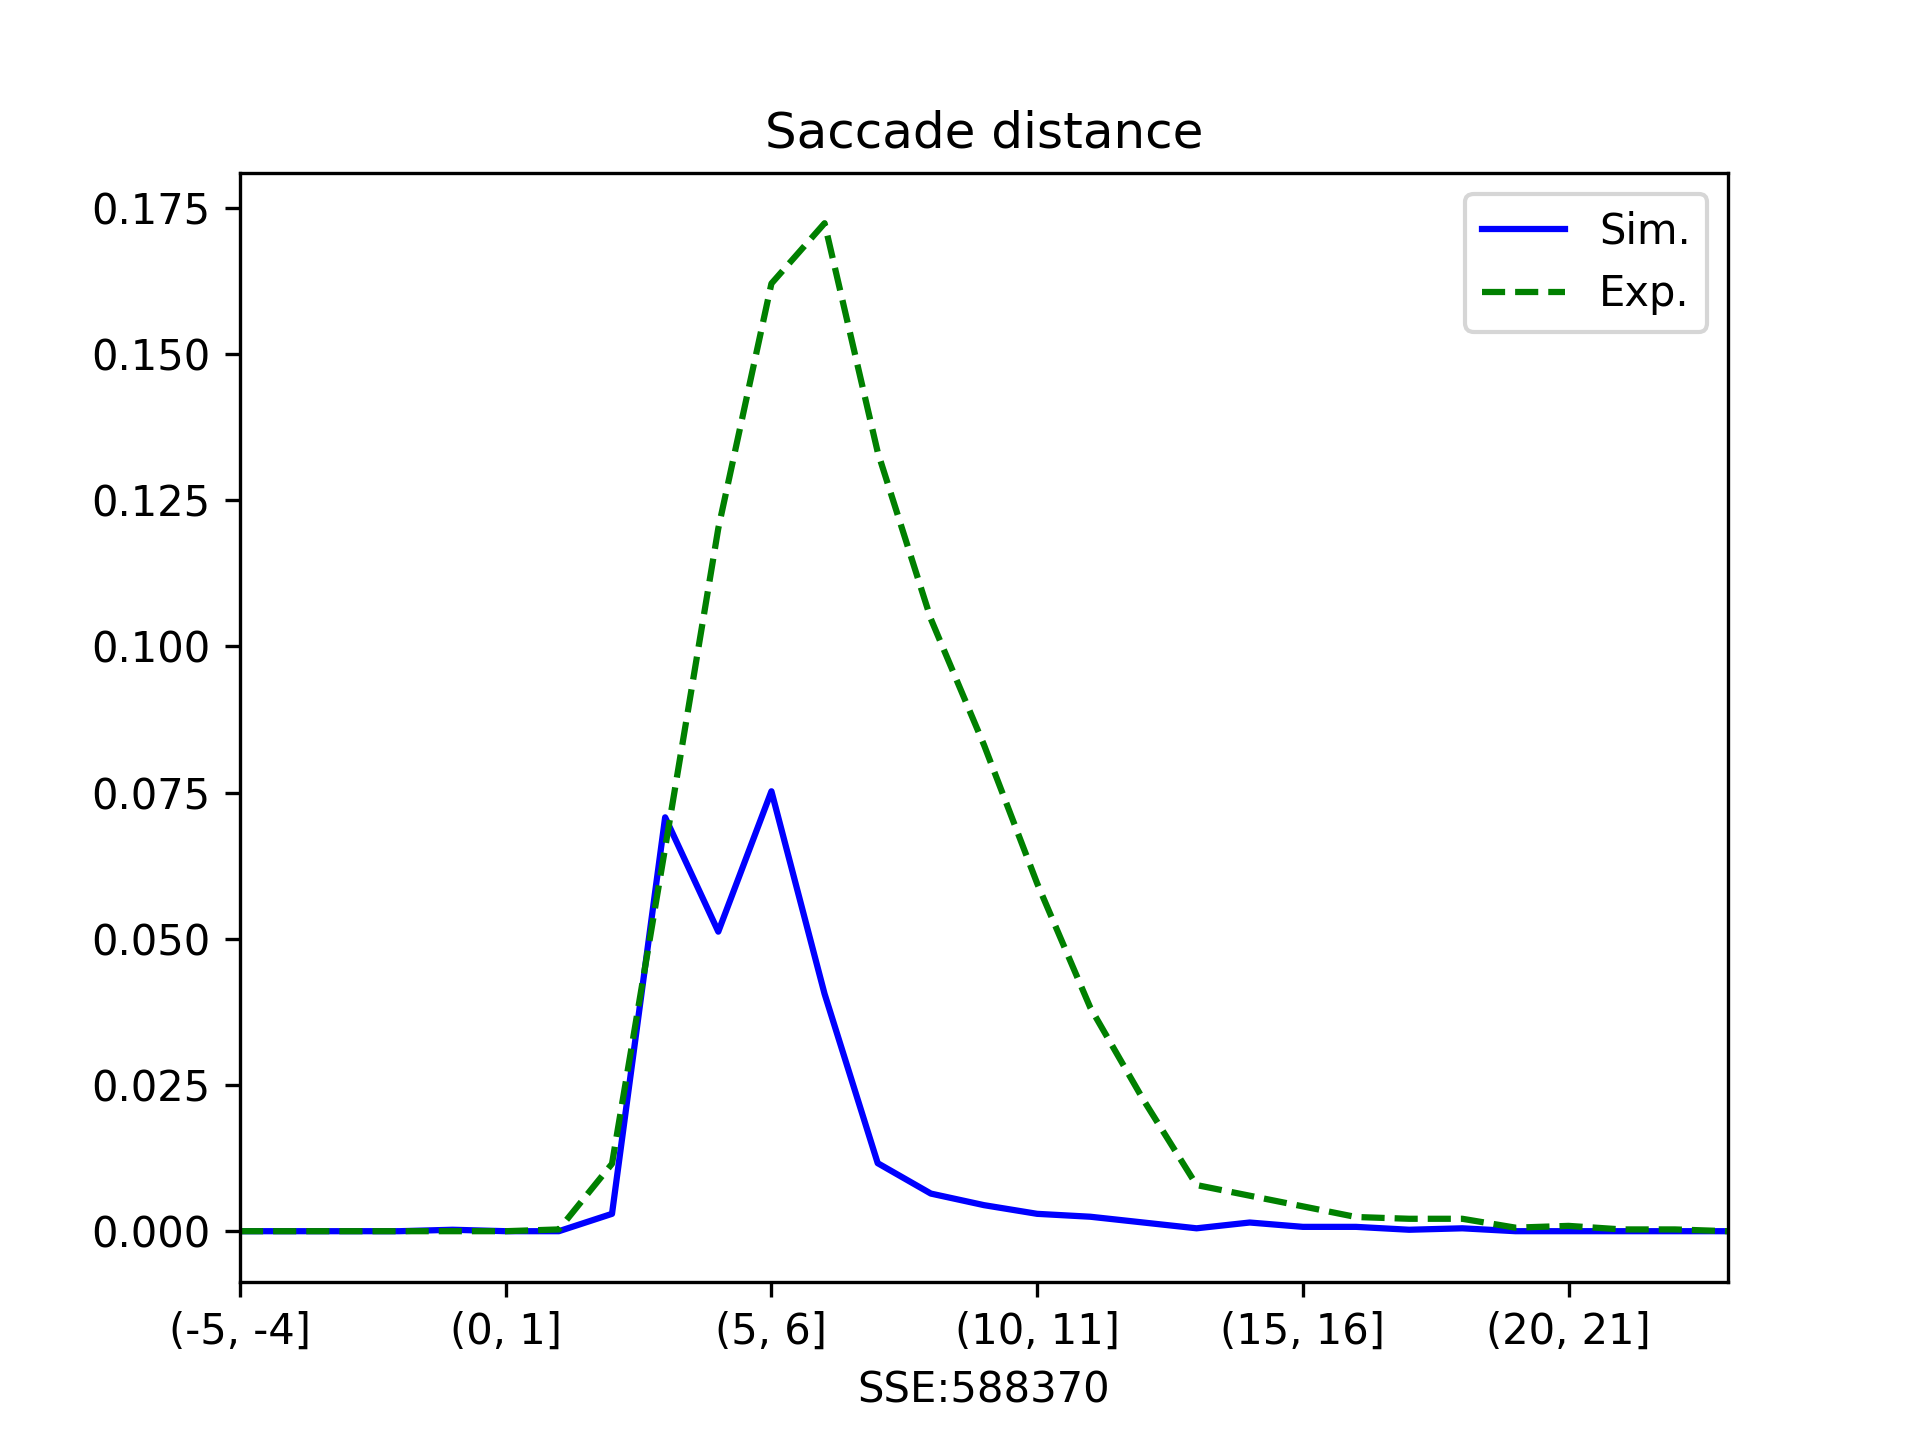 Saccade distance
0.175
0.150
0.125
0.100
0.075
0.050
0.025
0.000
Sim.
Exp.
(-5, -4] (0, 1] (5, 6] (10, 11] (15, 16] (20, 21]
SSE:588370